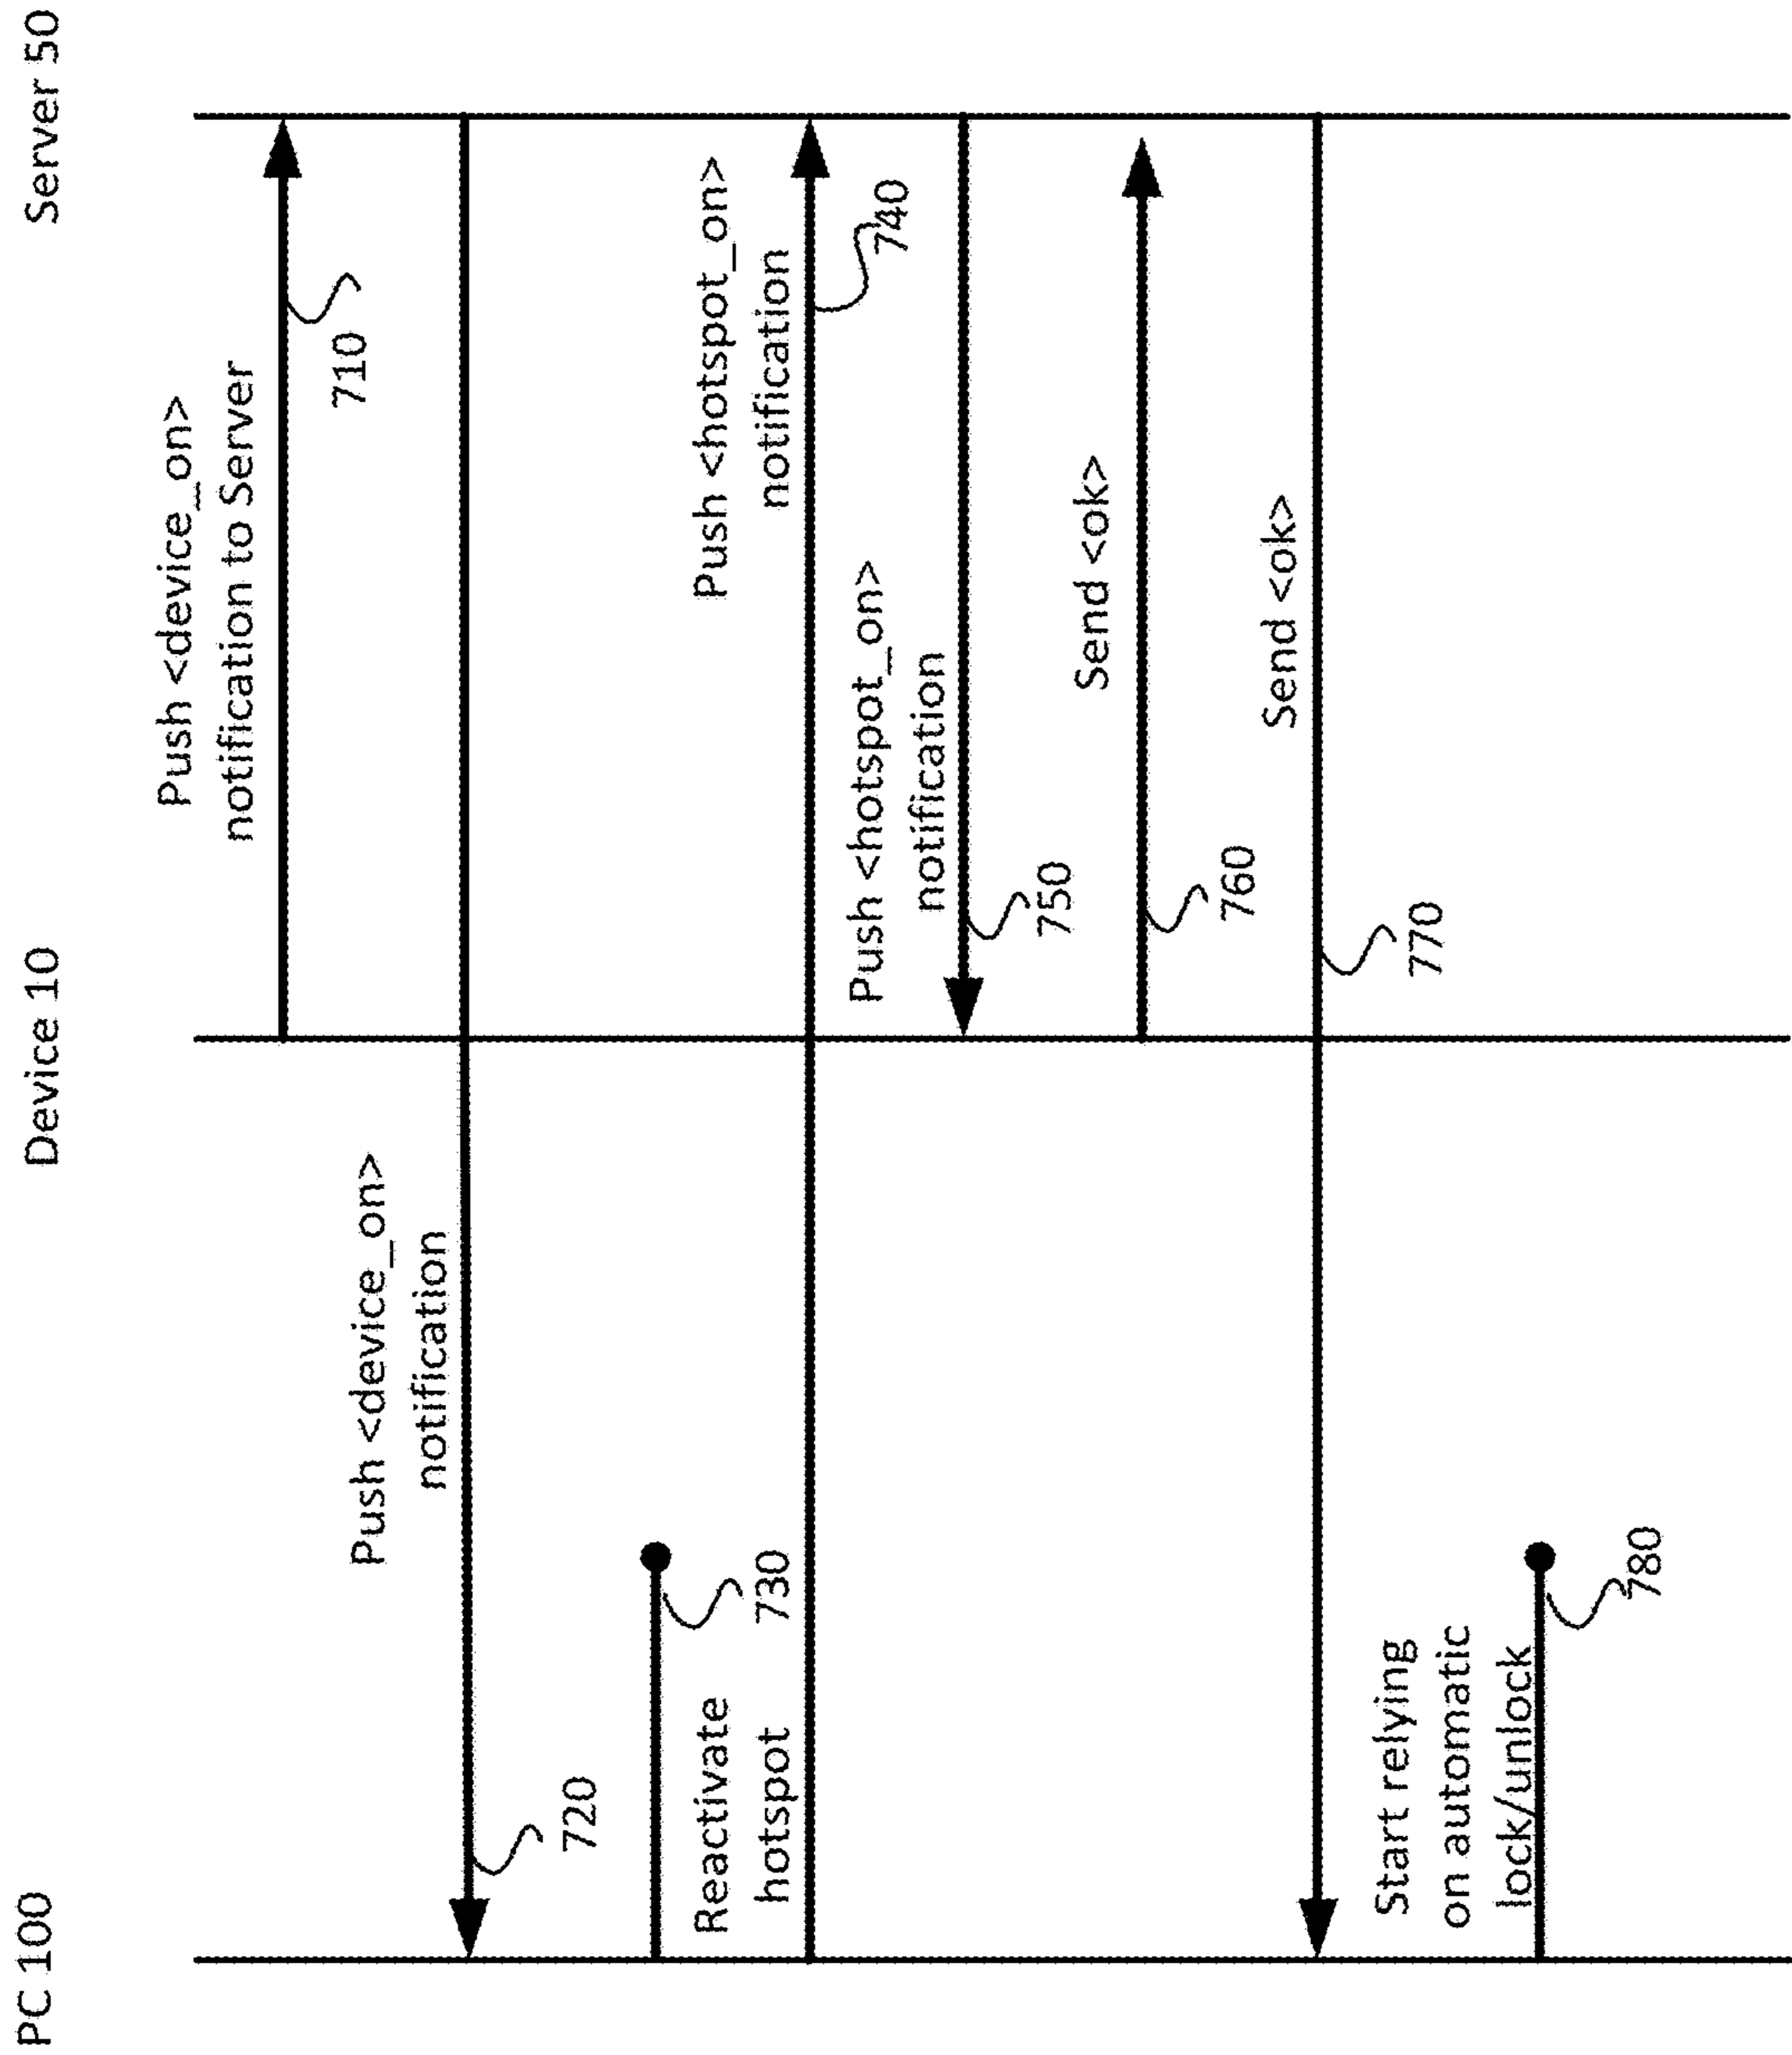 PC 100
Device 10
Server 50
Push <device_on>
notification to Server
710
Push <device_on>
notification
720
Reactivate
hotspot
730
Push <hotspot_on>
notification
740
Push <hotspot_on>
notification
750
Send <ok>
760
Send <ok>
770
Start relying
on automatic
lock/unlock
780